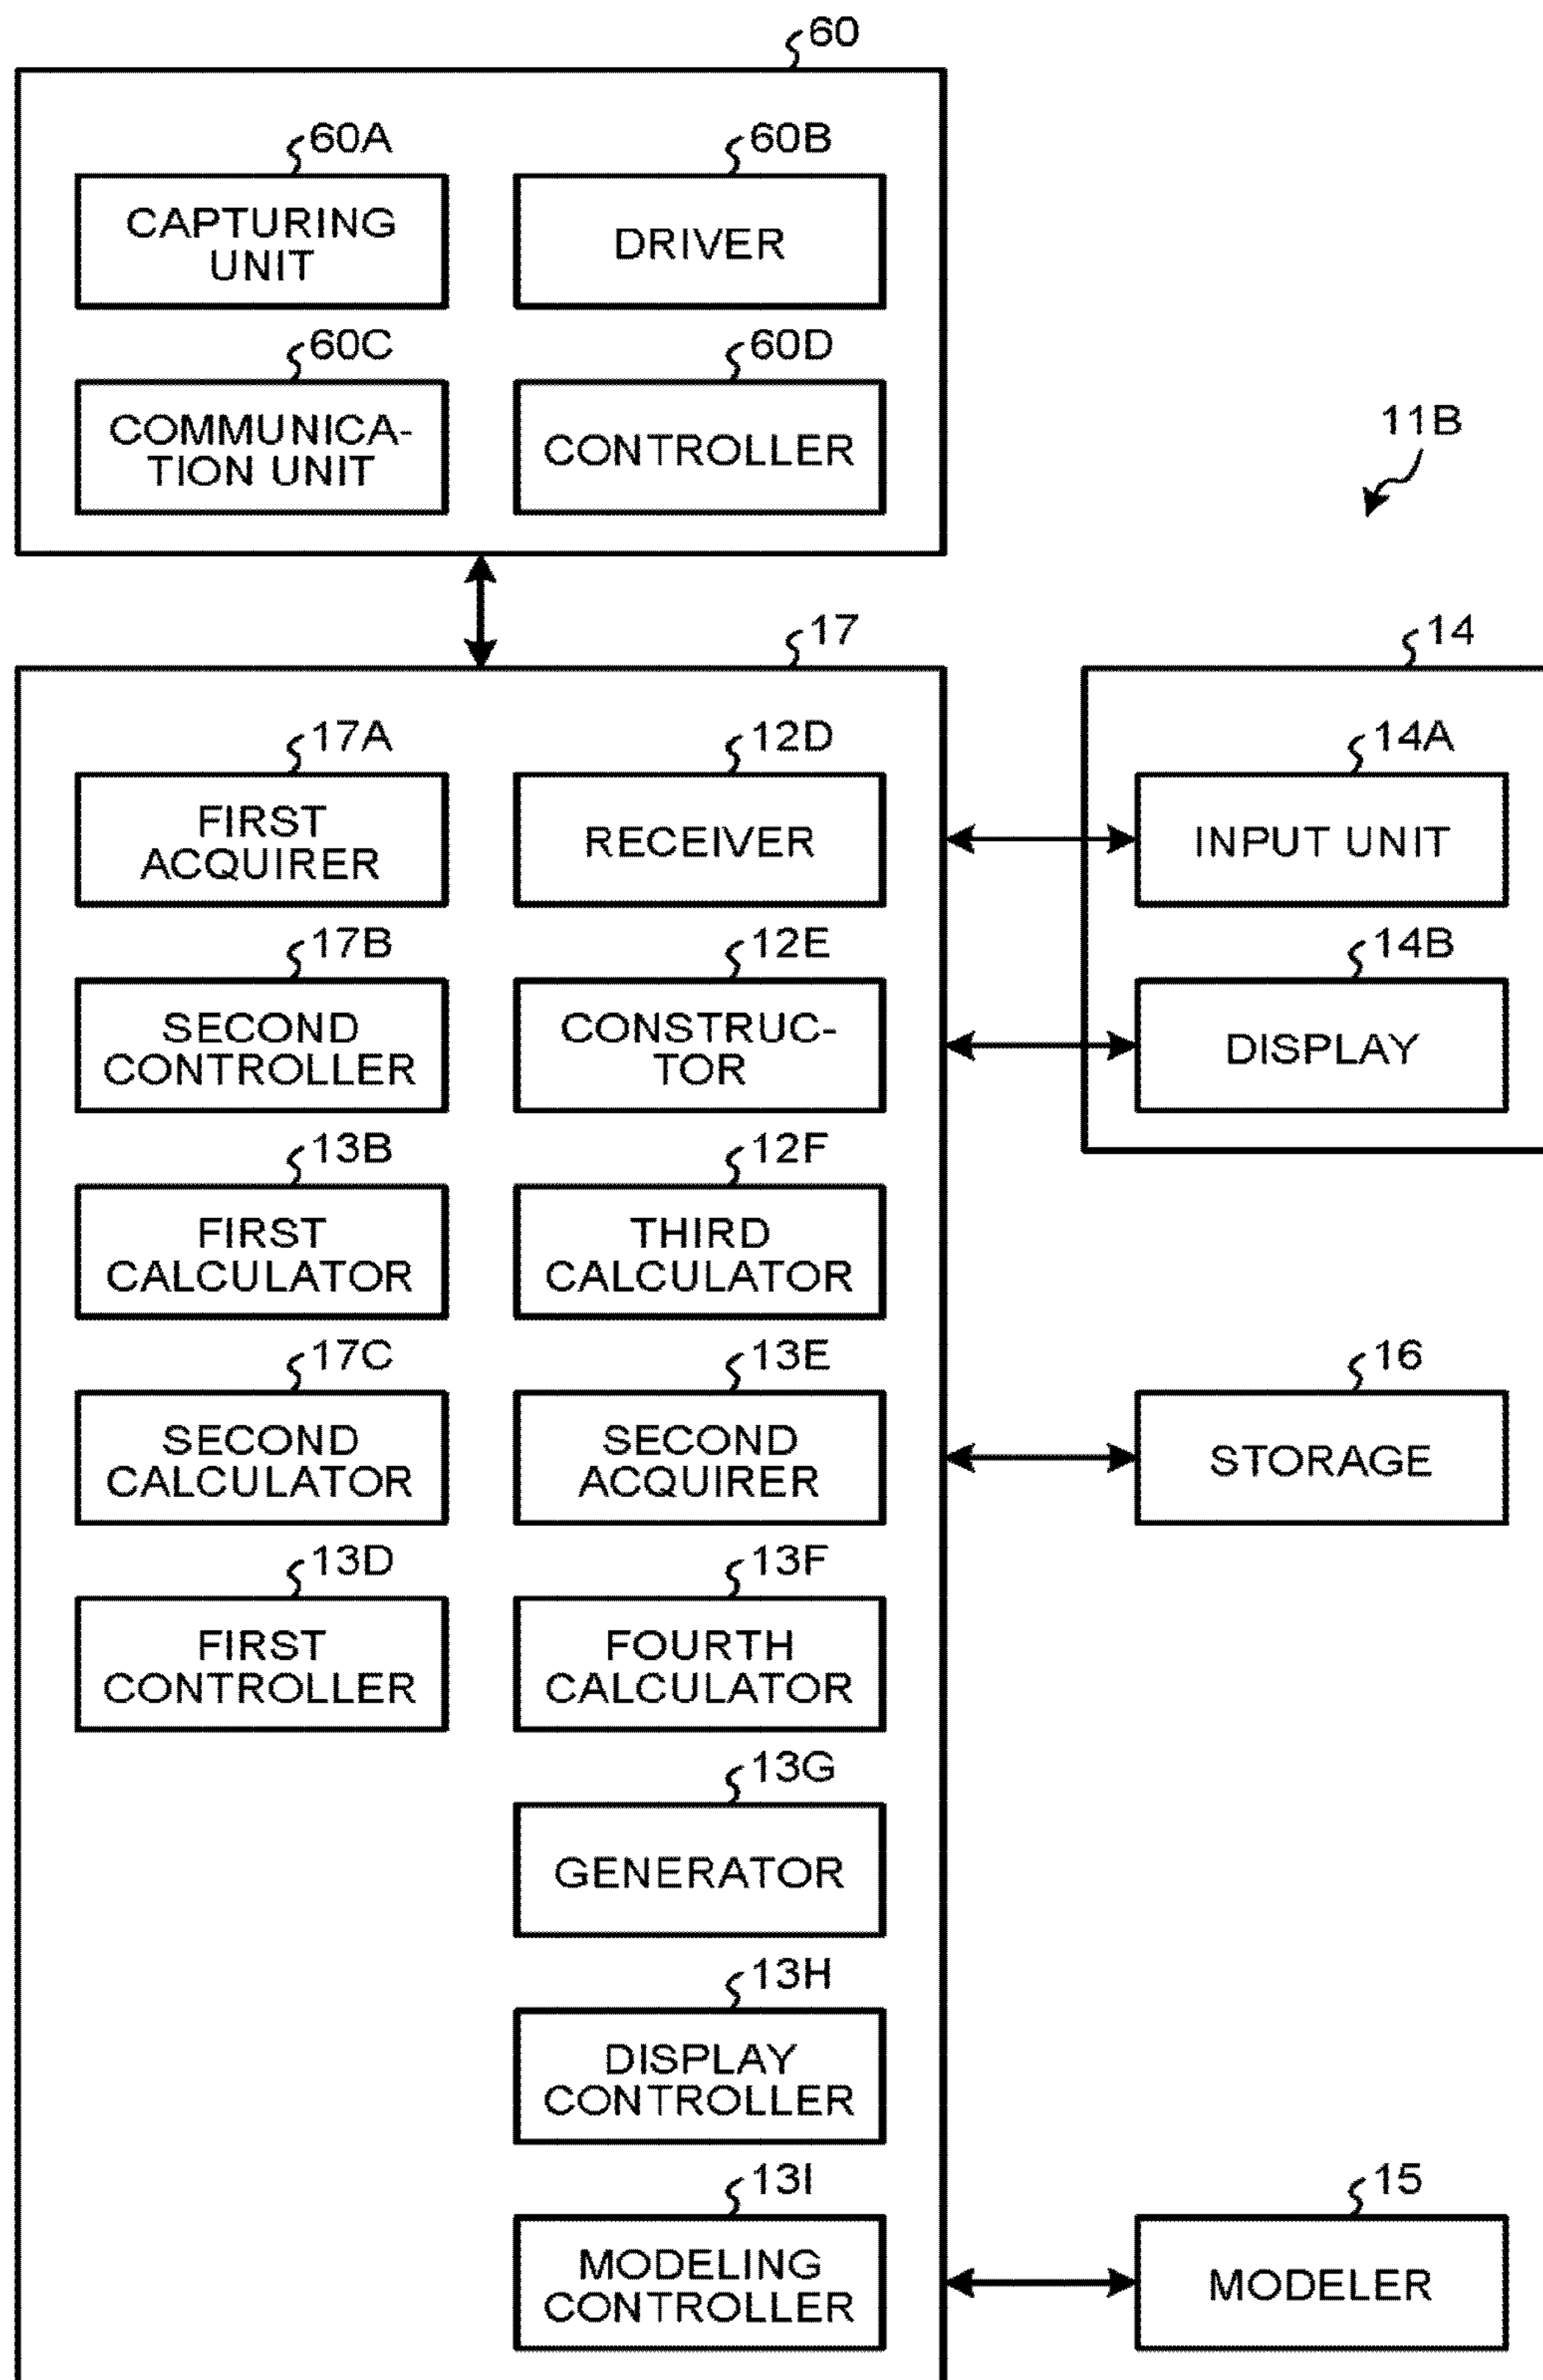 60
60A
60B
CAPTURING
UNIT
DRIVER
60C
60D
COMMUNICA-
TION UNIT
CONTROLLER
11B
17
14
17A
12D
14A
FIRST
ACQUIRER
RECEIVER
INPUT UNIT
17B
12E
14B
SECOND
CONTROLLER
CONSTRUC-
TOR
DISPLAY
13B
12F
FIRST
CALCULATOR
THIRD
CALCULATOR
17C
13E
16
SECOND
CALCULATOR
SECOND
ACQUIRER
STORAGE
13D
13F
FIRST
CONTROLLER
FOURTH
CALCULATOR
13G
GENERATOR
13H
DISPLAY
CONTROLLER
13I
15
MODELING
CONTROLLER
MODELER